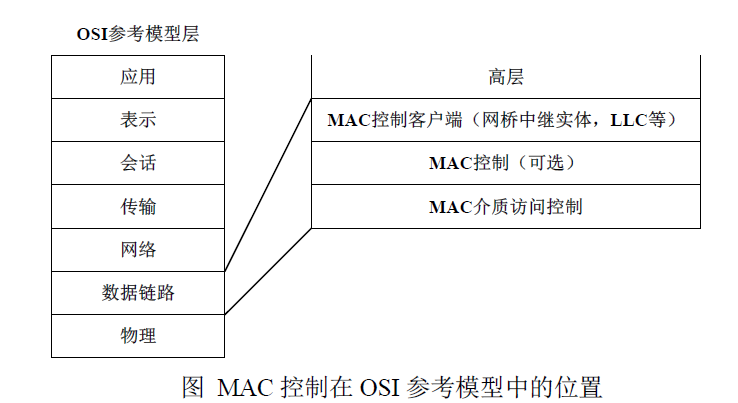 OSI参考模型层
应用
表示
会话
传输
网络
数据链路
物理
高层
MAC控制客户端（网桥中继实体，LLC等）
MAC控制（可选）
MAC介质访问控制
图 MAC 控制在 OSI 参考模型中的位置